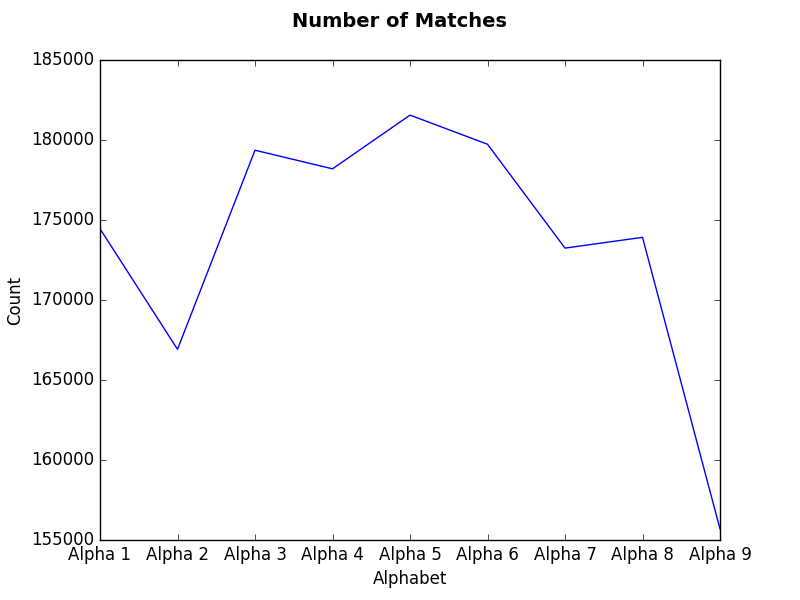 Number of Matches
185000
180000
175000
170000
165000
160000
155000
Count
Alpha 1 Alpha 2 Alpha 3 Alpha 4 Alpha 5 Alpha 6 Alpha 7 Alpha 8 Alpha 9
Alphabet